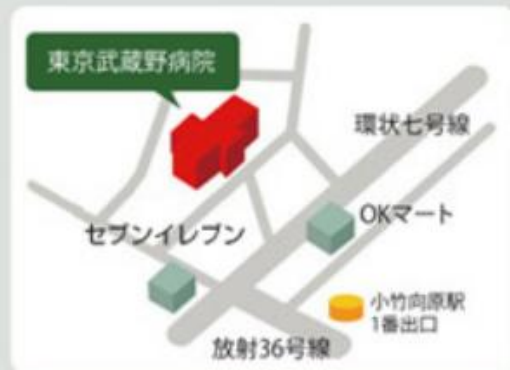 東京武蔵野病院
環状七号線
OKマート
セブンイレブン
小竹向原駅
1番出口
放射36号線